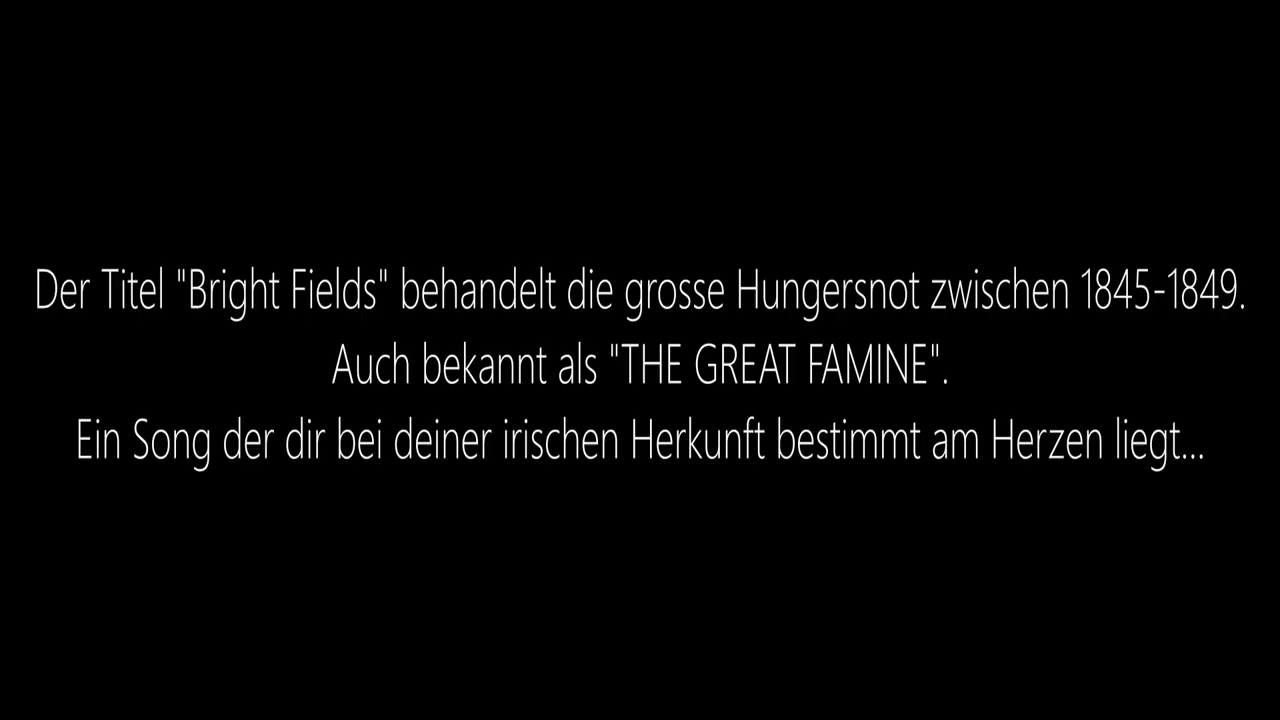 Der Titel "Bright Fields" behandelt die grosse Hungersnot zwischen 1845-1849.
Auch bekannt als "THE GREAT FAMINE".
Ein Song der dir bei deiner irischen Herkunft bestimmt am Herzen liegt...